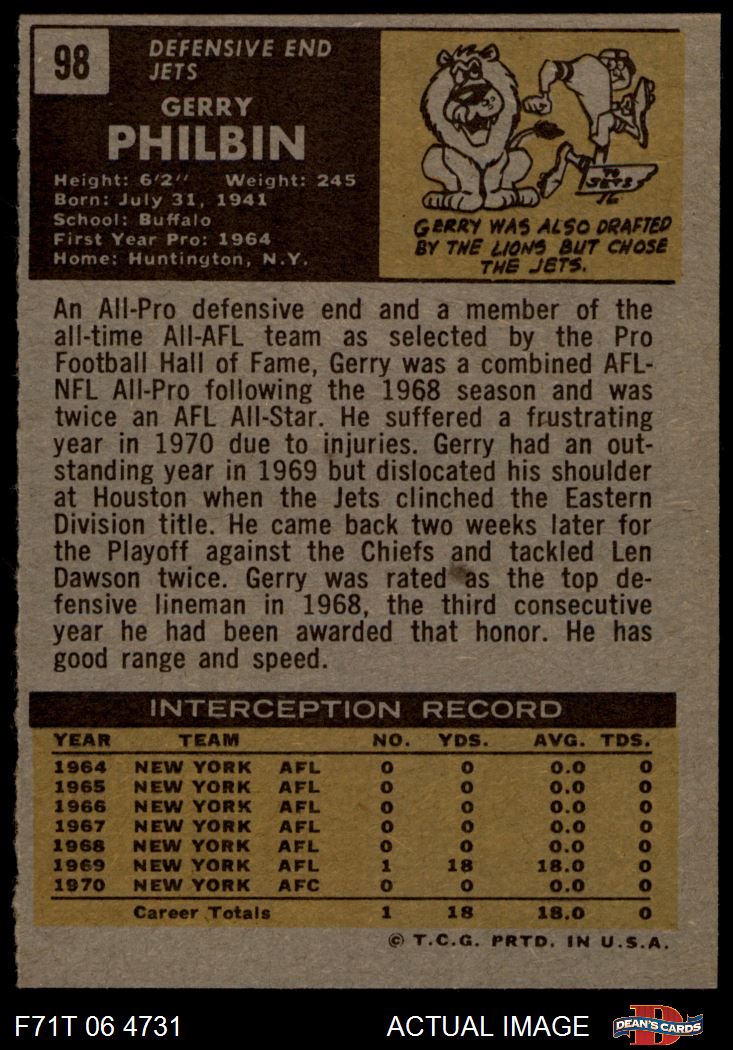 98
DEFENSIVE END
JETS
GERRY
PHILBIN
Height: 6'2" Weight: 245
Born: July 31, 1941
School: Buffalo
First Year Pro: 1964
Home: Huntington, N.Y.
TO
JETS
GERRY WAS ALSO DRAFTED
BY THE LIONS BUT CHOSE
THE JETS.
An All-Pro defensive end and a member of the
all-time All-AFL team as selected by the Pro
Football Hall of Fame, Gerry was a combined AFL-
NFL All-Pro following the 1968 season and was
twice an AFL All-Star. He suffered a frustrating
year in 1970 due to injuries. Gerry had an out-
standing year in 1969 but dislocated his shoulder
at Houston when the Jets clinched the Eastern
Division title. He came back two weeks later for
the Playoff against the Chiefs and tackled Len
Dawson twice. Gerry was rated as the top de-
fensive lineman in 1968, the third consecutive
year he had been awarded that honor. He has
good range and speed.
INTERCEPTION RECORD
YEAR TEAM NO. YDS. AVG. TDS.
1964 NEW YORK AFL 0 0 0.0 0
1965 NEW YORK AFL 0 0 0.0 0
1966 NEW YORK AFL 0 0 0.0 0
1967 NEW YORK AFL 0 0 0.0 0
1968 NEW YORK AFL 0 0 0.0 0
1969 NEW YORK AFL 1 18 18.0 0
1970 NEW YORK AFC 0 0 0.0 0
Career Totals 1 18 18.0 0
© T.C.G. PRTD. IN U.S.A.
F71T 06 4731 ACTUAL IMAGE D DEAN'S CARDS